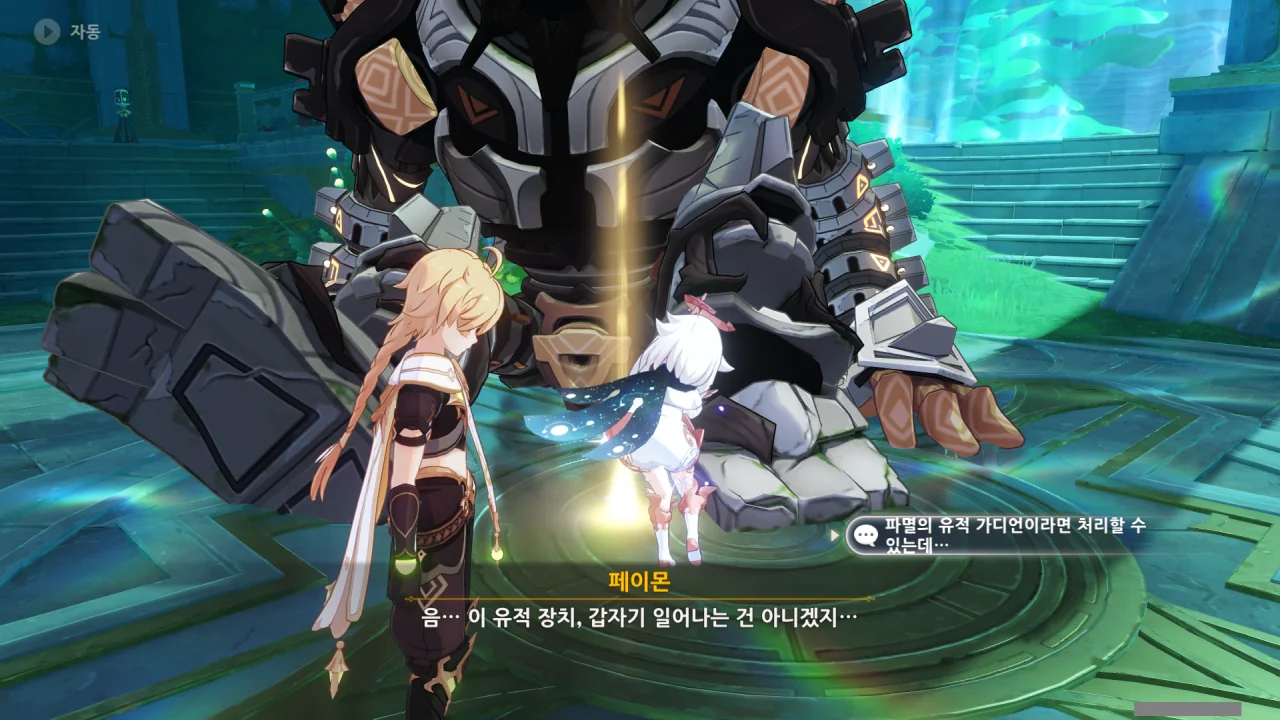 자동
파멸의 유적 가디언이라면 처리할 수
있는데…
페이몬
음… 이 유적 장치, 갑자기 일어나는 건 아니겠지…